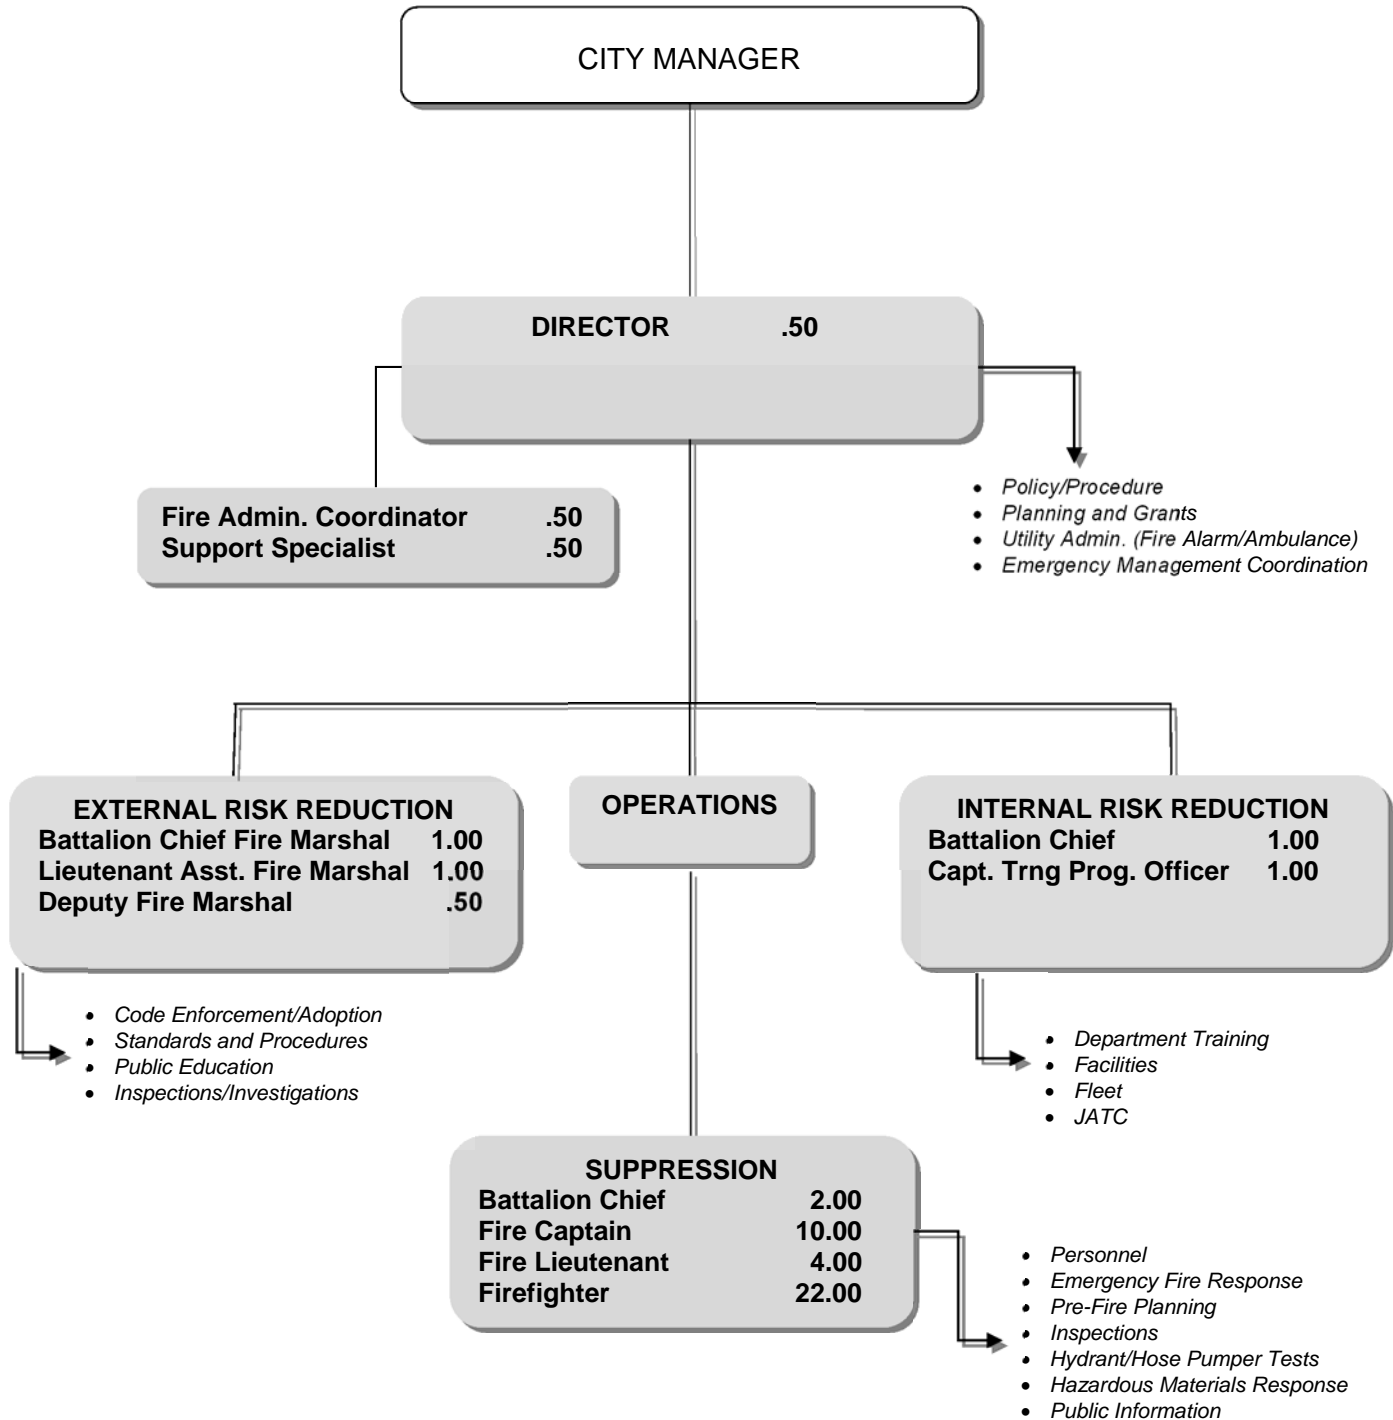 CITY MANAGER
DIRECTOR .50
Fire Admin. Coordinator .50
Support Specialist .50
• Policy/Procedure
• Planning and Grants
• Utility Admin. (Fire Alarm/Ambulance)
• Emergency Management Coordination
EXTERNAL RISK REDUCTION
Battalion Chief Fire Marshal 1.00
Lieutenant Asst. Fire Marshal 1.00
Deputy Fire Marshal .50
• Code Enforcement/Adoption
• Standards and Procedures
• Public Education
• Inspections/Investigations
OPERATIONS
INTERNAL RISK REDUCTION
Battalion Chief 1.00
Capt. Trng Prog. Officer 1.00
• Department Training
• Facilities
• Fleet
• JATC
SUPPRESSION
Battalion Chief 2.00
Fire Captain 10.00
Fire Lieutenant 4.00
Firefighter 22.00
• Personnel
• Emergency Fire Response
• Pre-Fire Planning
• Inspections
• Hydrant/Hose Pumper Tests
• Hazardous Materials Response
• Public Information